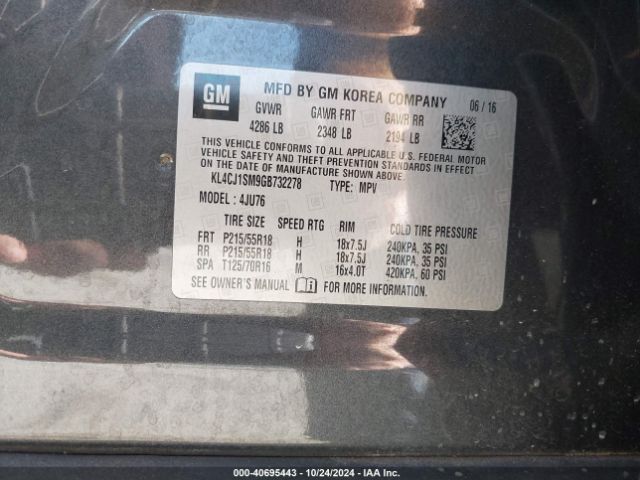 GM
MFD BY GM KOREA COMPANY 06 / 16
GVWR GAWR FRT GAWR RR
4286 LB 2348 LB 2194 LB
THIS VEHICLE CONFORMS TO ALL APPLICABLE U.S. FEDERAL MOTOR
VEHICLE SAFETY AND THEFT PREVENTION STANDARDS IN EFFECT
ON THE DATE OF MANUFACTURE SHOWN ABOVE.
KL4CJ1SM9GB732278 TYPE: MPV
MODEL : 4JU76
TIRE SIZE SPEED RTG RIM COLD TIRE PRESSURE
FRT P215/55R18 H 18x7.5J 240KPA, 35 PSI
RR P215/55R18 H 18x7.5J 240KPA, 35 PSI
SPA T125/70R16 M 16x4.0T 420KPA, 60 PSI
SEE OWNER'S MANUAL FOR MORE INFORMATION.
000-40695443 - 10/24/2024 - IAA Inc.